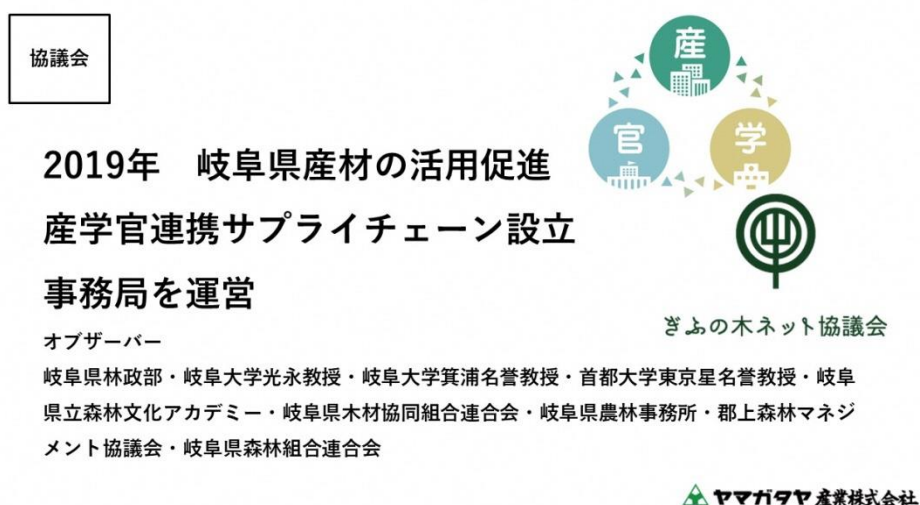 協議会
産
官
学
2019年　岐阜県産材の活用促進
産学官連携サプライチェーン設立
事務局を運営
ぎふの木ネット協議会
オブザーバー
岐阜県林政部・岐阜大学光永教授・岐阜大学箕浦名誉教授・首都大学東京星名誉教授・岐阜
県立森林文化アカデミー・岐阜県木材協同組合連合会・岐阜県農林事務所・郡上森林マネジ
メント協議会・岐阜県森林組合連合会
ヤマガタヤ産業株式会社